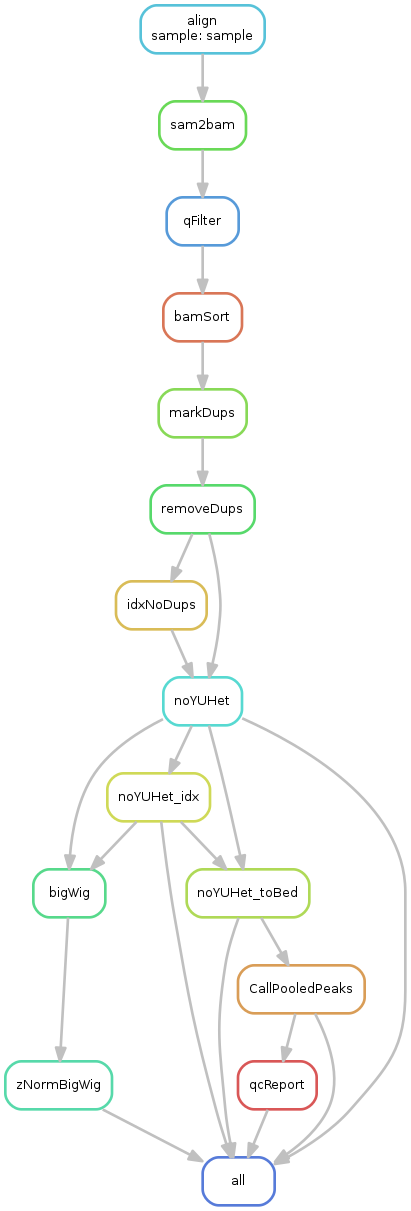 align
sample: sample
sam2bam
qFilter
bamSort
markDups
removeDups
idxNoDups
noYUHet
noYUHet_idx
bigWig
noYUHet_toBed
CallPooledPeaks
zNormBigWig
qcReport
all